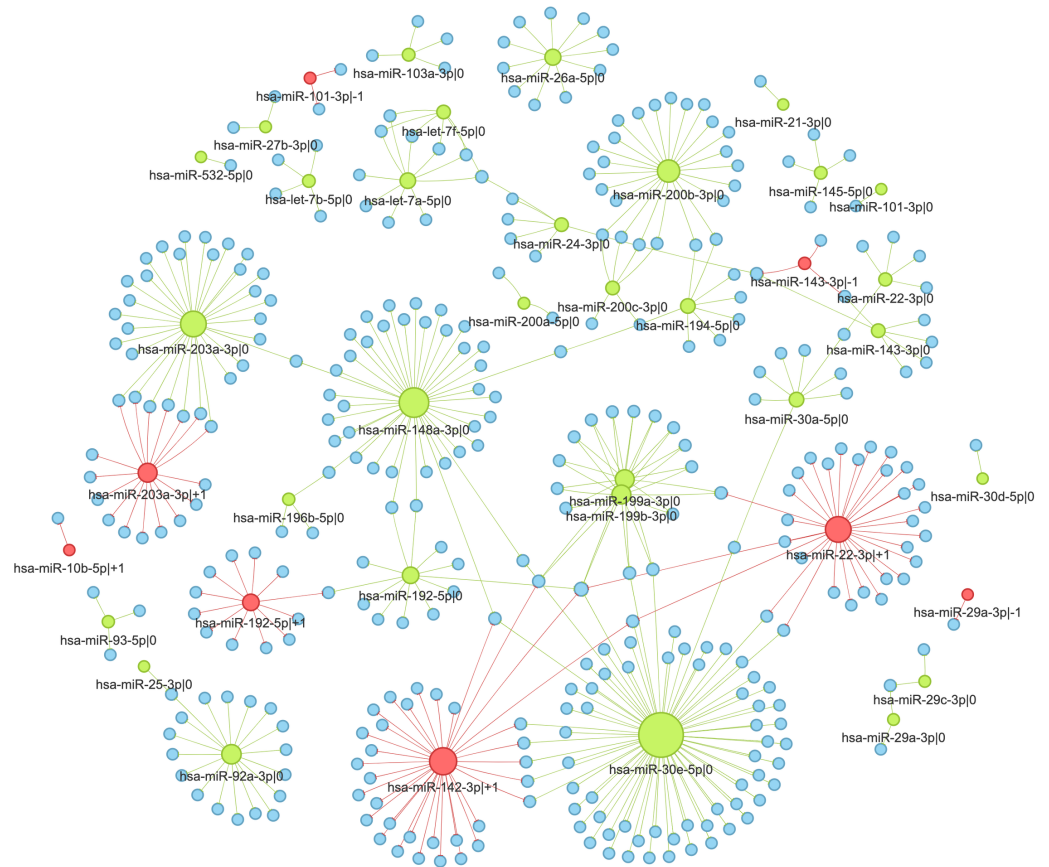 hsa-miR-103a-3p|0
hsa-miR-26a-5p|0
hsa-miR-101-3p|-1
hsa-miR-21-3p|0
hsa-let-7f-5p|0
hsa-miR-27b-3p|0
hsa-miR-532-5p|0
hsa-let-7b-5p|0
hsa-let-7a-5p|0
hsa-miR-200b-3p|0
hsa-miR-145-5p|0
hsa-miR-101-3p|0
hsa-miR-24-3p|0
hsa-miR-143-3p|-1
hsa-miR-22-3p|0
hsa-miR-200c-3p|0
hsa-miR-200a-5p|0
hsa-miR-194-5p|0
hsa-miR-203a-3p|0
hsa-miR-143-3p|0
hsa-miR-148a-3p|0
hsa-miR-30a-5p|0
hsa-miR-203a-3p|+1
hsa-miR-199a-3p|0
hsa-miR-30d-5p|0
hsa-miR-199b-3p|0
hsa-miR-196b-5p|0
hsa-miR-22-3p|+1
hsa-miR-10b-5p|+1
hsa-miR-192-5p|0
hsa-miR-29a-3p|-1
hsa-miR-192-5p|+1
hsa-miR-93-5p|0
hsa-miR-25-3p|0
hsa-miR-29c-3p|0
hsa-miR-29a-3p|0
hsa-miR-30e-5p|0
hsa-miR-92a-3p|0
hsa-miR-142-3p|+1